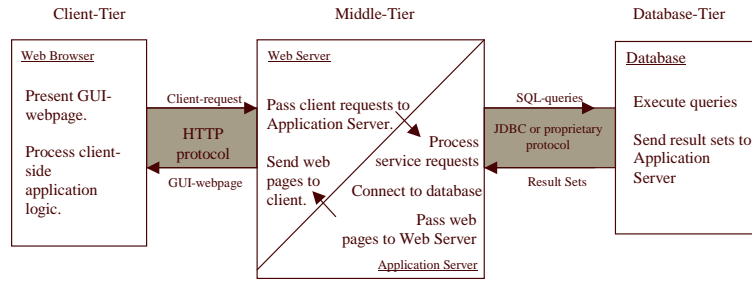 Client-Tier
Middle-Tier
Database-Tier
Web Browser
Present GUI-
webpage.
Process client-
side
application
logic.
Client-request
HTTP
protocol
GUI-webpage
Web Server
Pass client requests to
Application Server.
Send web
pages to
client.
Process
service requests
Connect to database
Pass web
pages to Web Server
Application Server
SQL-queries
JDBC or proprietary
protocol
Result Sets
Database
Execute queries
Send result sets to
Application
Server